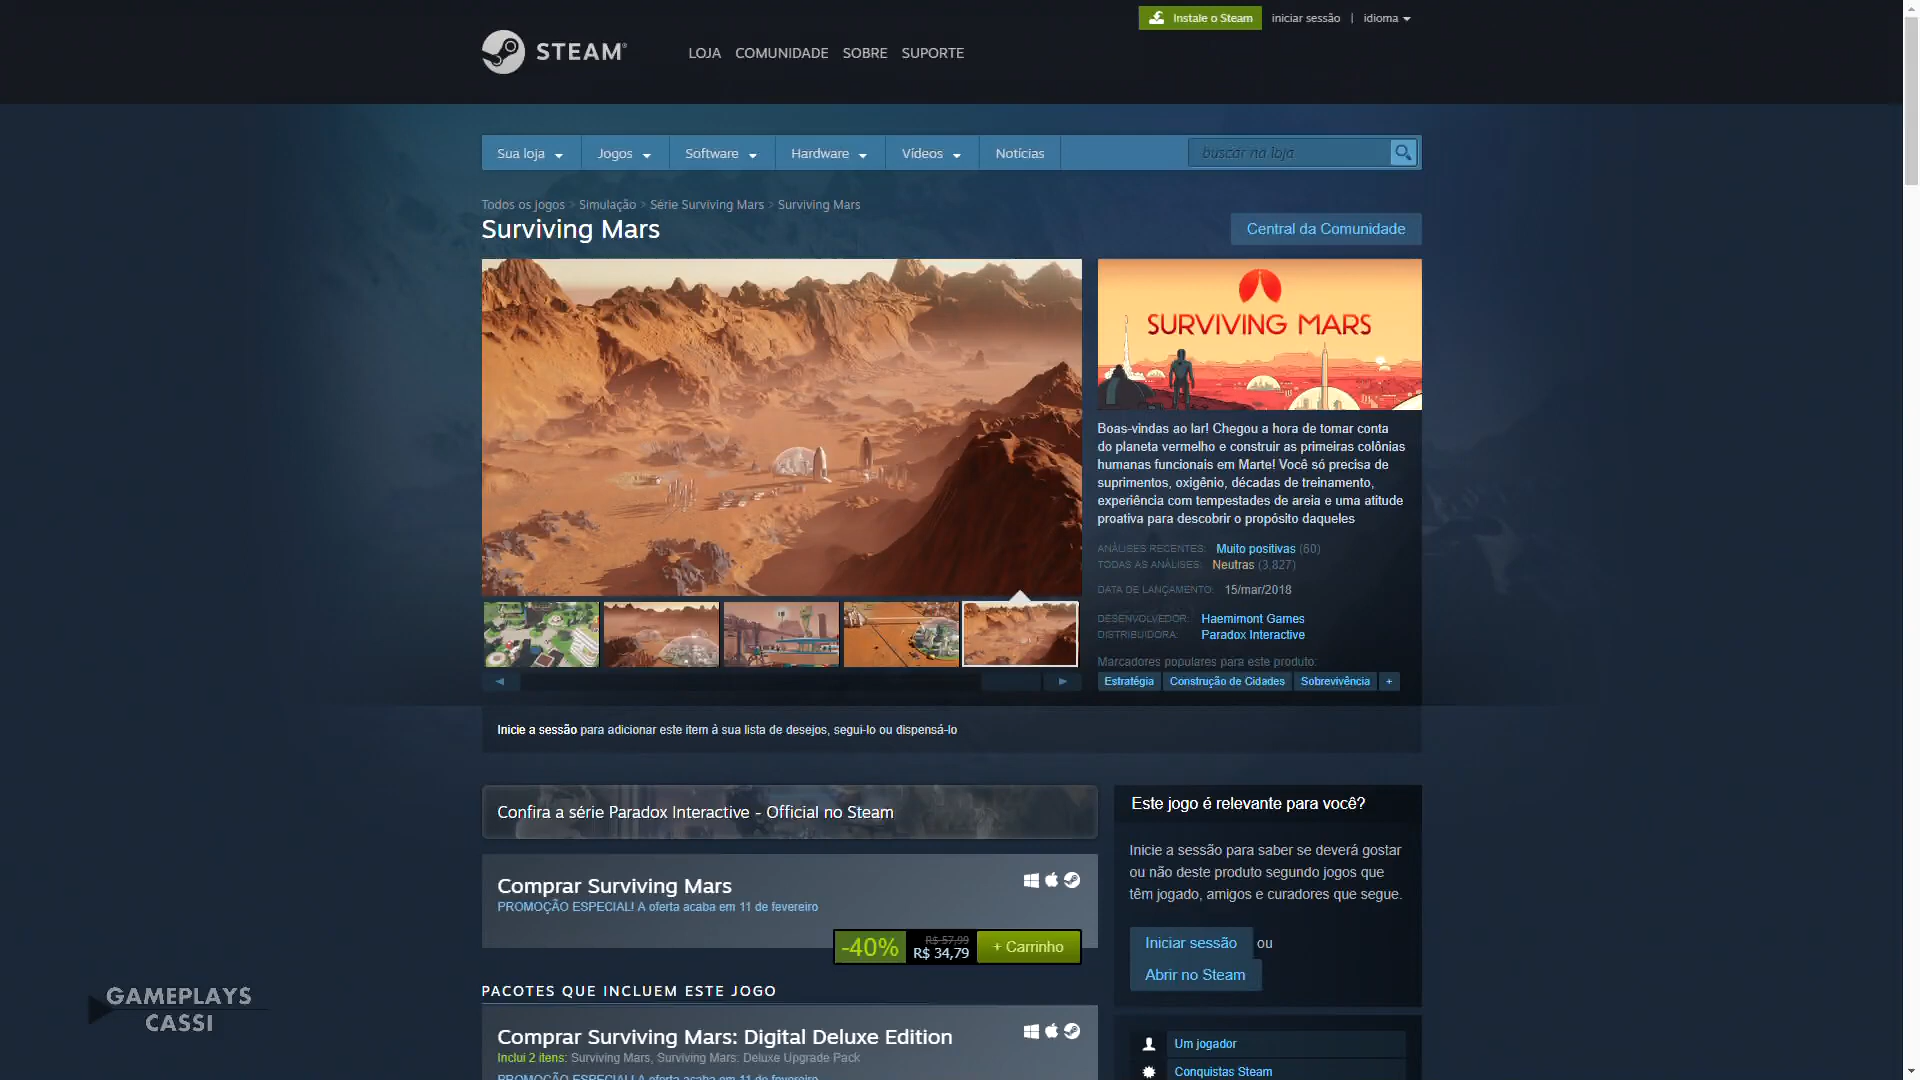 Instale o Steam
iniciar sessão | idioma
STEAM
LOJA COMUNIDADE SOBRE SUPORTE
Sua loja Jogos Software Hardware Vídeos Notícias
buscar na loja
Todos os jogos > Simulação > Série Surviving Mars > Surviving Mars
Surviving Mars
Central da Comunidade
SURVIVING MARS
Boas-vindas ao lar! Chegou a hora de tomar conta
do planeta vermelho e construir as primeiras colônias
humanas funcionais em Marte! Você só precisa de
suprimentos, oxigênio, décadas de treinamento,
experiência com tempestades de areia e uma atitude
proativa para descobrir o propósito daqueles
ANÁLISES RECENTES: Muito positivas (60)
TODAS AS ANÁLISES: Neutras (3,827)
DATA DE LANÇAMENTO: 15/mar/2018
DESENVOLVEDOR: Haemimont Games
DISTRIBUIDORA: Paradox Interactive
Marcadores populares para este produto:
Estratégia Construção de Cidades Sobrevivência +
Inicie a sessão para adicionar este item à sua lista de desejos, segui-lo ou dispensá-lo
Confira a série Paradox Interactive - Official no Steam
Comprar Surviving Mars
PROMOÇÃO ESPECIAL! A oferta acaba em 11 de fevereiro
-40% R$ 57,99 R$ 34,79 + Carrinho
PACOTES QUE INCLUEM ESTE JOGO
Comprar Surviving Mars: Digital Deluxe Edition
Inclui 2 itens: Surviving Mars, Surviving Mars: Deluxe Upgrade Pack
PROMOÇÃO ESPECIAL! A oferta acaba em 11 de fevereiro
Este jogo é relevante para você?
Inicie a sessão para saber se deverá gostar
ou não deste produto segundo jogos que
têm jogado, amigos e curadores que segue.
Iniciar sessão ou
Abrir no Steam
Um jogador
Conquistas Steam
GAMEPLAYS
CASSI